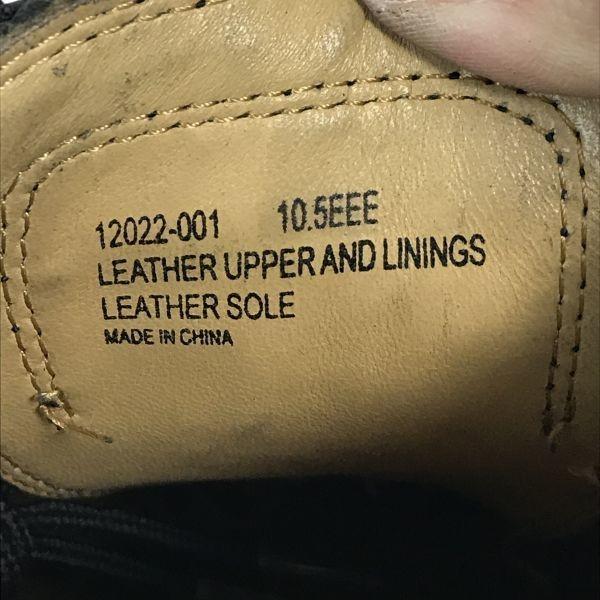 12022-001 10.5EEE
LEATHER UPPER AND LININGS
LEATHER SOLE
MADE IN CHINA